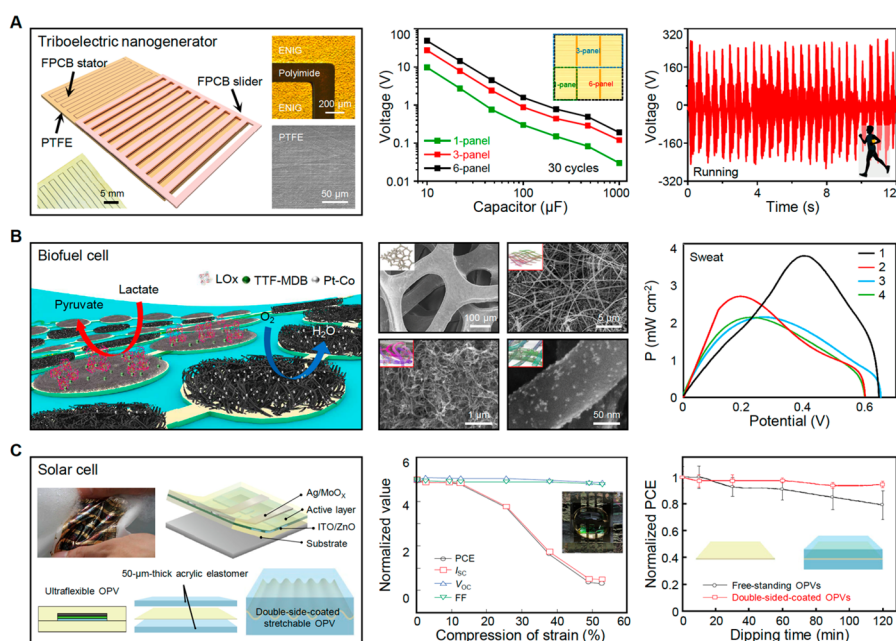 A
Triboelectric nanogenerator
FPCB stator
FPCB slider
PTFE
5 mm
ENIG
Polyimide
ENIG
200 µm
PTFE
50 µm
Voltage (V)
100
10
1
0.1
0.01
3-panel
1-panel
6-panel
1-panel
3-panel
6-panel
30 cycles
10
100
1000
Capacitor (µF)
Voltage (V)
320
160
0
-160
-320
Running
0
4
8
12
Time (s)
B
Biofuel cell
LOx
TTF-MDB
Pt-Co
Lactate
Pyruvate
O2
H2O
100 µm
5 µm
1 µm
50 nm
P (mW cm-2)
4
3
2
1
0
Sweat
1
2
3
4
0
0.2
0.4
0.6
Potential (V)
C
Solar cell
Ag/MoOX
Active layer
ITO/ZnO
Substrate
50-µm-thick acrylic elastomer
Ultraflexible OPV
Double-side-coated
stretchable OPV
Normalized value
6
4
2
0
PCE
ISC
VOC
FF
0
10
20
30
40
50
60
Compression of strain (%)
Normalized PCE
1.0
0.8
0.6
0.4
0.2
0
Free-standing OPVs
Double-sided-coated OPVs
0
30
60
90
120
Dipping time (min)